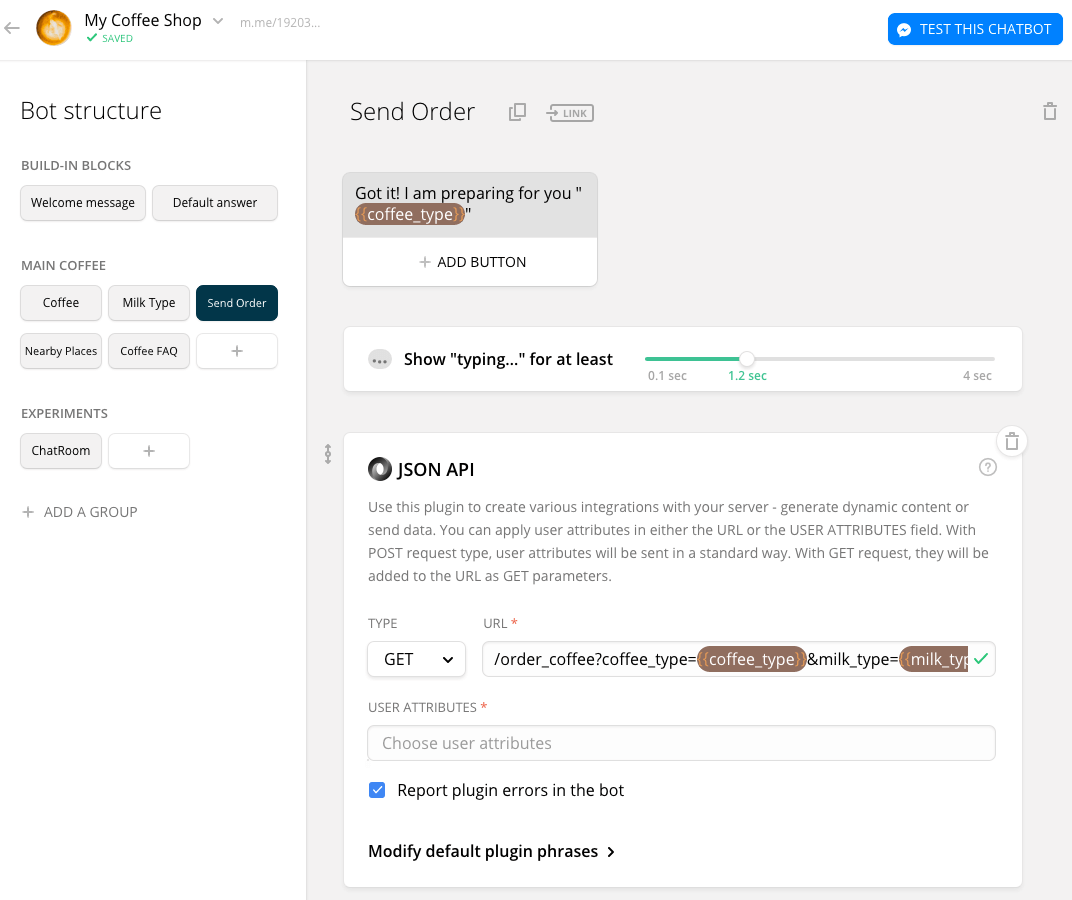 My Coffee Shop
m.me/19203...
SAVED
TEST THIS CHATBOT
Bot structure
BUILD-IN BLOCKS
Welcome message
Default answer
MAIN COFFEE
Coffee
Milk Type
Send Order
Nearby Places
Coffee FAQ
+
EXPERIMENTS
ChatRoom
+
+ ADD A GROUP
Send Order
LINK
Got it! I am preparing for you "
{{coffee_type}}"
+ ADD BUTTON
Show "typing..." for at least
0.1 sec
1.2 sec
4 sec
JSON API
?
Use this plugin to create various integrations with your server - generate dynamic content or
send data. You can apply user attributes in either the URL or the USER ATTRIBUTES field. With
POST request type, user attributes will be sent in a standard way. With GET request, they will be
added to the URL as GET parameters.
TYPE
URL *
GET
/order_coffee?coffee_type={{coffee_type}}&milk_type={{milk_typ
USER ATTRIBUTES *
Choose user attributes
Report plugin errors in the bot
Modify default plugin phrases >